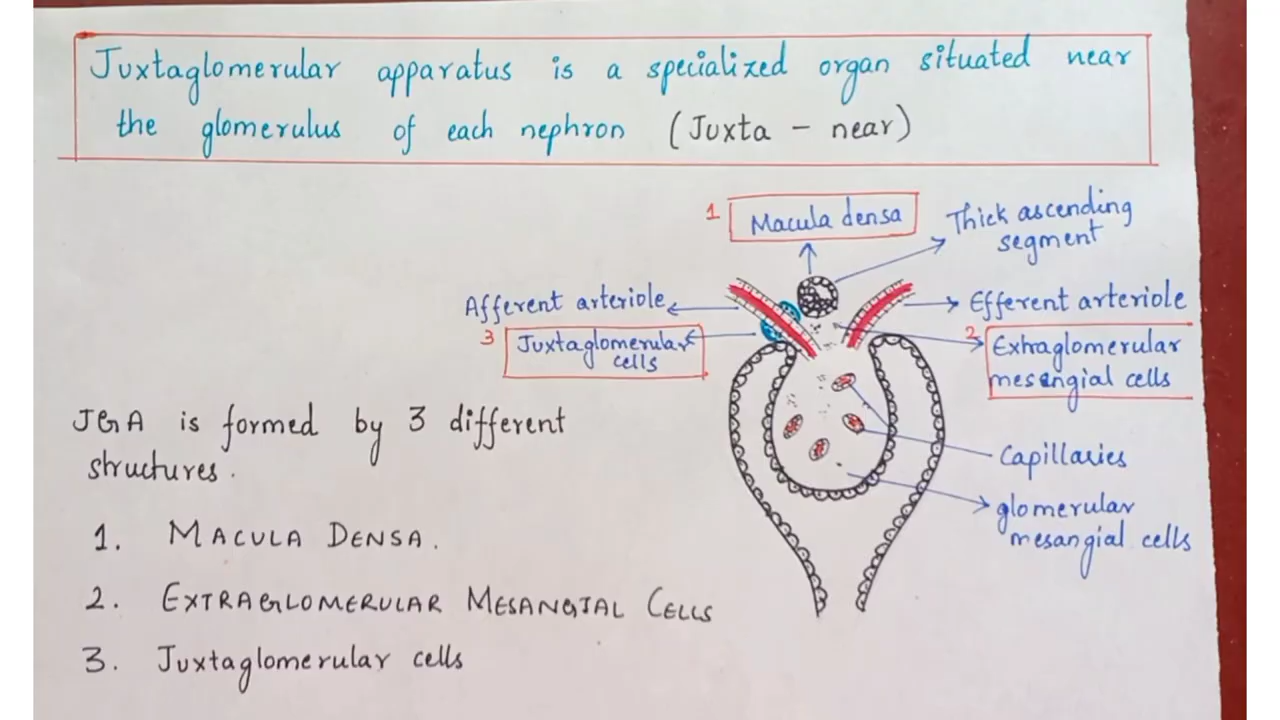 Juxtaglomerular apparatus is a specialized organ situated near
the glomerulus of each nephron (Juxta - near)
1 Macula densa
Thick ascending
segment
Afferent arteriole
Efferent arteriole
3 Juxtaglomerular
cells
2 Extraglomerular
mesangial cells
Capillaries
glomerular
mesangial cells
JGA is formed by 3 different
structures.
1. MACULA DENSA.
2. EXTRAGLOMERULAR MESANGIAL CELLS
3. Juxtaglomerular cells